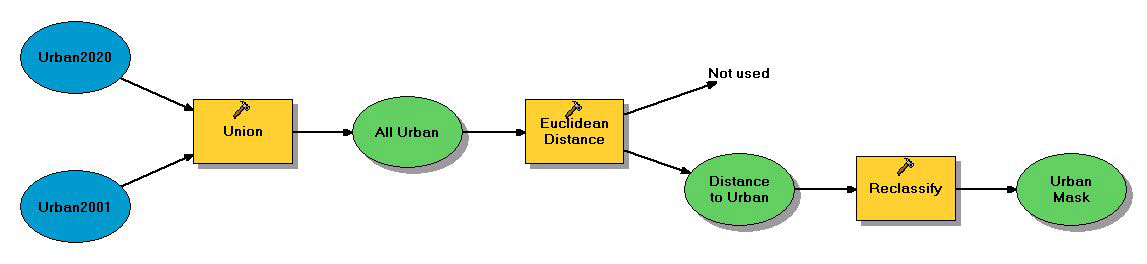 Urban2020
Urban2001
Union
All Urban
Euclidean
Distance
Not used
Distance
to Urban
Reclassify
Urban
Mask